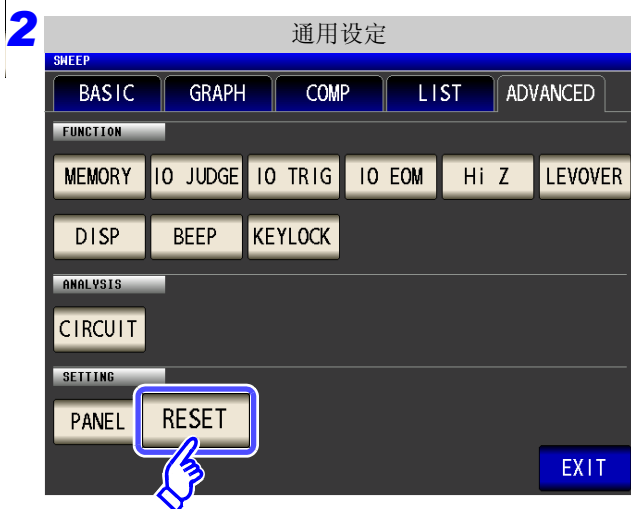 2
通用设定
SWEEP
BASIC GRAPH COMP LIST ADVANCED
FUNCTION
MEMORY IO JUDGE IO TRIG IO EOM Hi Z LEVOVER
DISP BEEP KEYLOCK
ANALYSIS
CIRCUIT
SETTING
PANEL RESET
EXIT